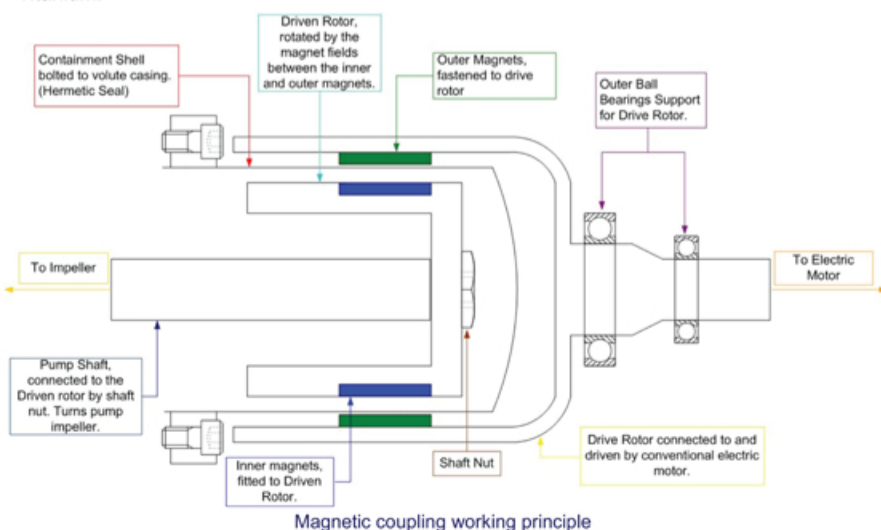 Containment Shell
bolted to volute casing.
(Hermetic Seal)
Driven Rotor,
rotated by the
magnet fields
between the inner
and outer magnets.
Outer Magnets,
fastened to drive
rotor
Outer Ball
Bearings Support
for Drive Rotor.
To Impeller
To Electric
Motor
Pump Shaft,
connected to the
Driven rotor by shaft
nut. Turns pump
impeller.
Inner magnets,
fitted to Driven
Rotor.
Shaft Nut
Drive Rotor connected to and
driven by conventional electric
motor.
Magnetic coupling working principle